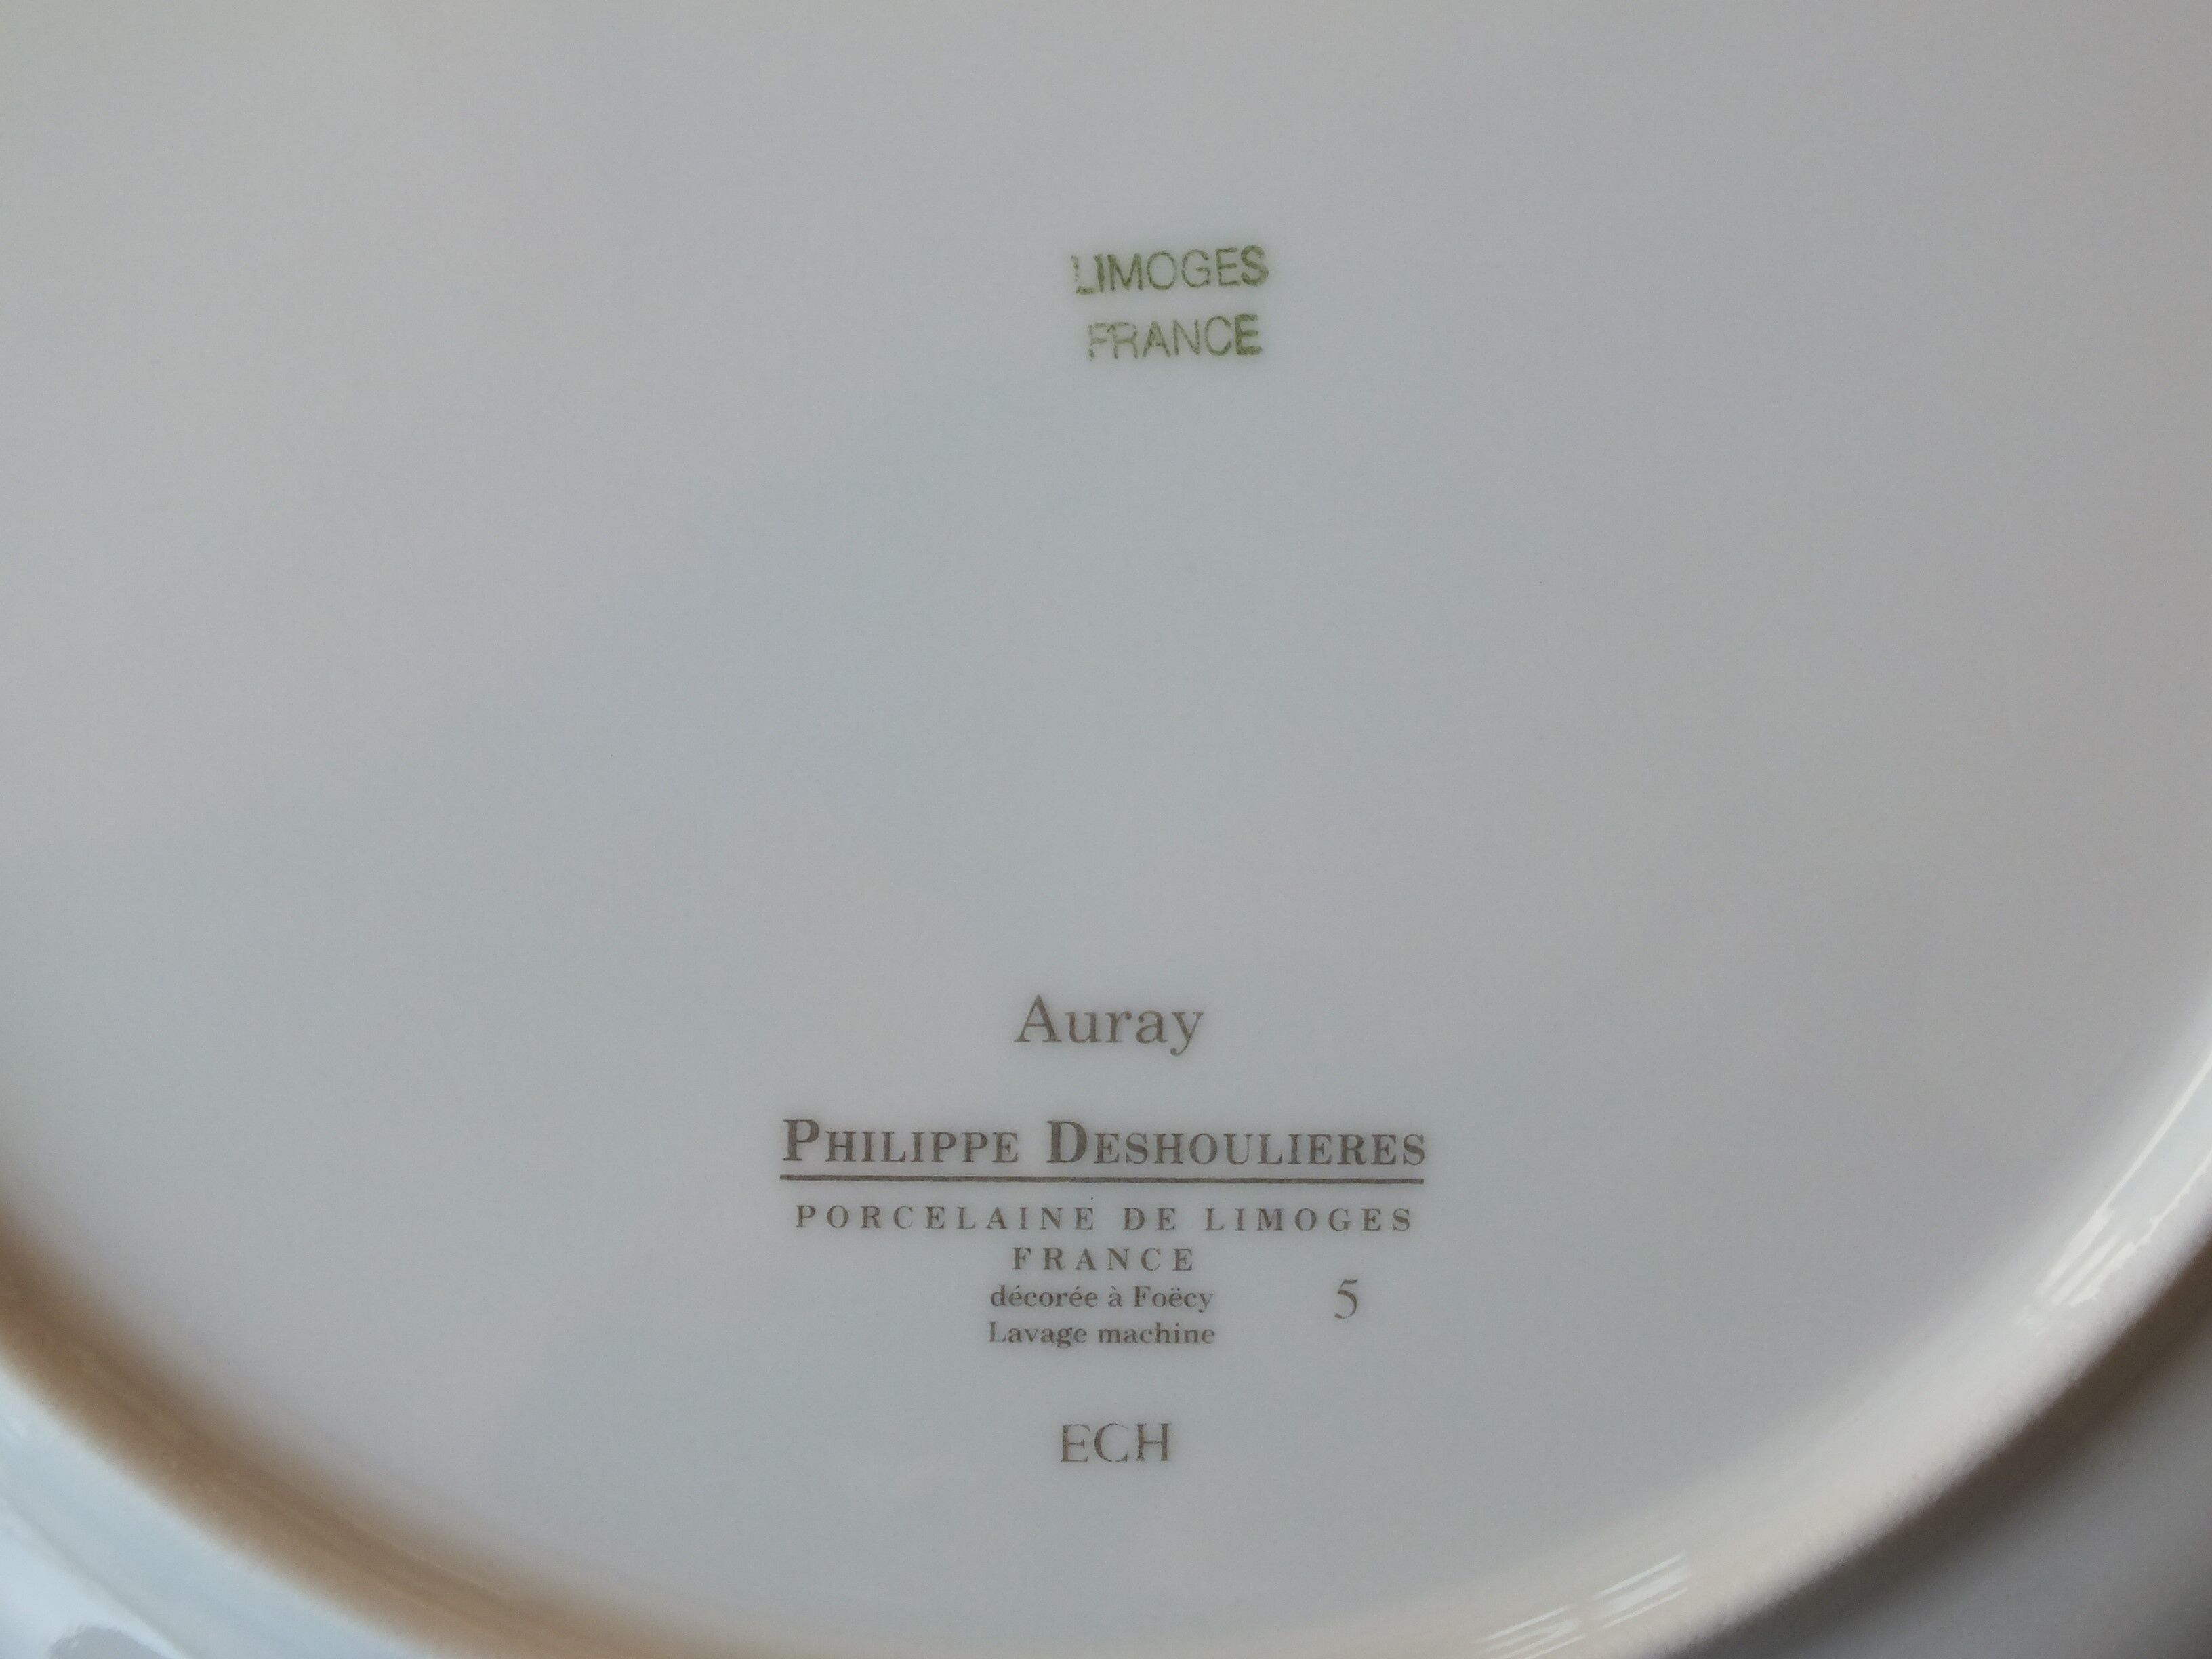 LIMOGES
FRANCE
Auray
PHILIPPE DESHOULIERES
PORCELAINE DE LIMOGES
FRANCE
décorée à Foëcy
5
Lavage machine
ECH